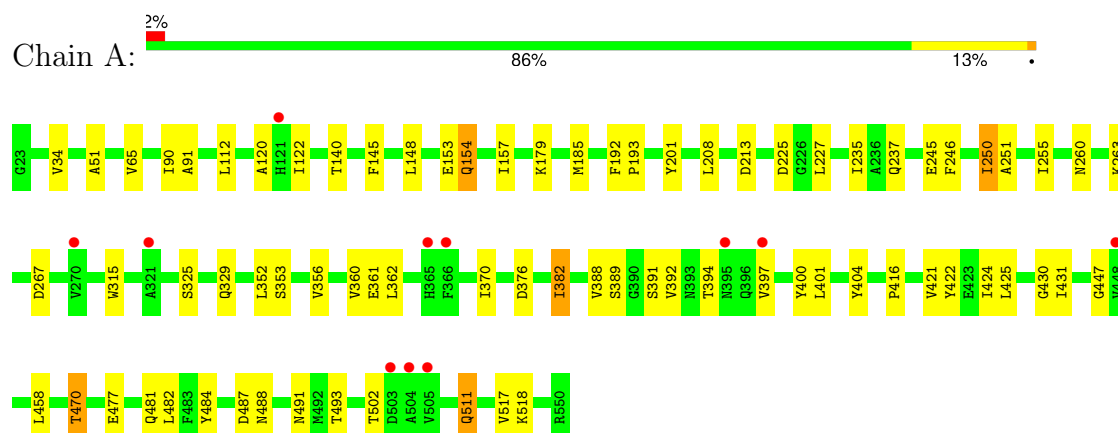 2%
Chain A:
86% 13% •
G23 V34 A51 V65 I90 A91 L112 A120 H121 I122 T140 F145 L148 E153 Q154 I157 K179 M185 F192 P193 Y201 L208 D213 D225 G226 L227 I235 A236 Q237 E245 F246 I250 A251 I255 N260 K263
D267 V270 W315 A321 S325 Q329 L352 S353 V356 V360 E361 L362 H365 F366 I370 D376 I382 V388 S389 G390 S391 V392 N393 T394 N395 Q396 V397 Y400 L401 Y404 P416 V421 Y422 E423 I424 L425 G430 I431 G447 V448
L458 T470 E477 Q481 L482 F483 Y484 D487 N488 N491 M492 T493 T502 D503 A504 V505 Q511 V517 K518 R550